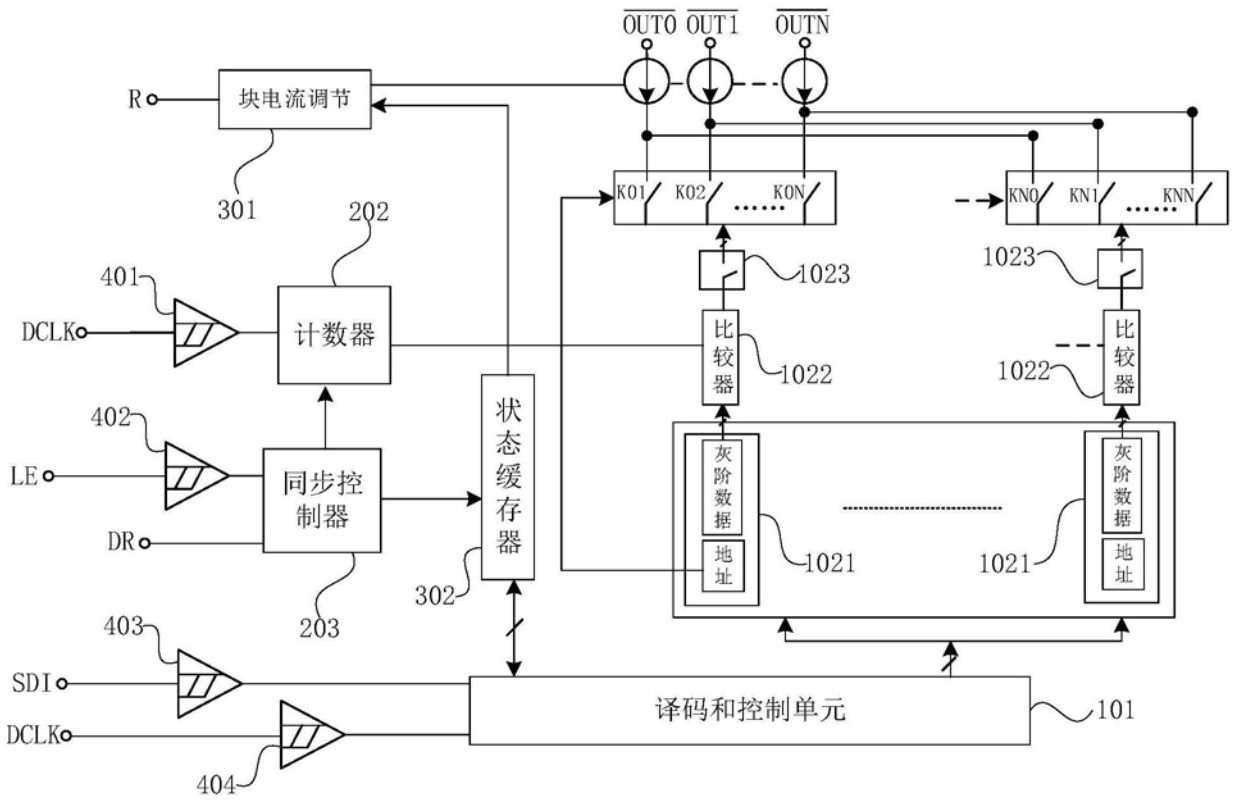 OUT0 OUT1 OUTN
R
块电流调节
301
K01 K02 K0N
KN0 KN1 KNN
202
1023
1023
401
DCLK
计数器
比较器
1022
比较器
1022
402
状态缓存器
LE
同步控制器
DR
灰阶数据
灰阶数据
302
地址
1021
1021
地址
203
403
SDI
译码和控制单元
101
DCLK
404